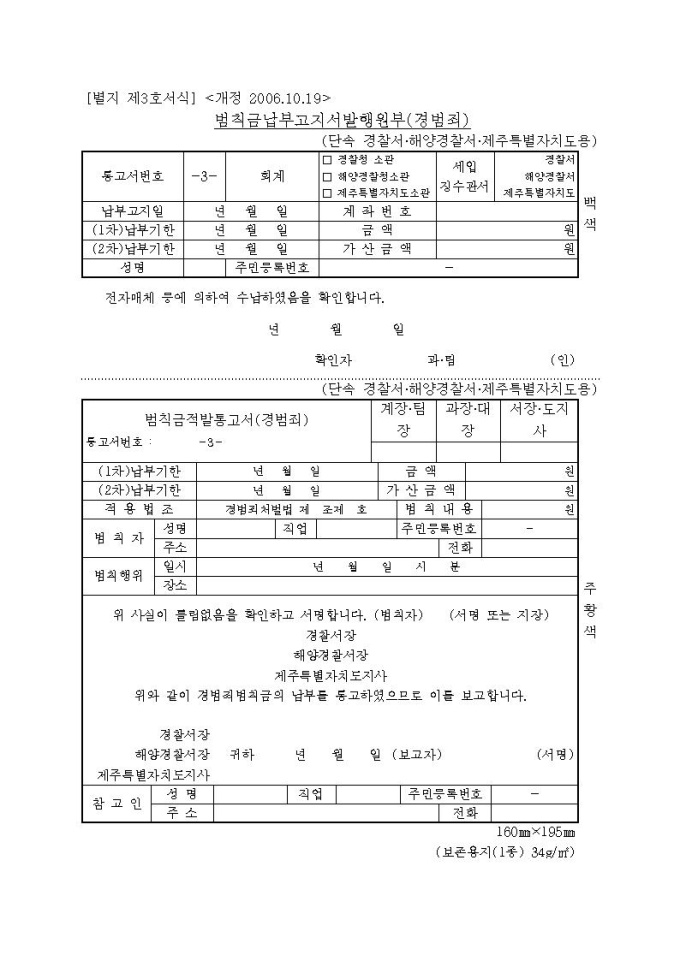 [별지 제3호서식] <개정 2006.10.19>
범칙금납부고지서발행원부(경범죄)
(단속 경찰서·해양경찰서·제주특별자치도용)
통고서번호 -3- 회계 □ 경찰청 소관 □ 해양경찰청소관 □ 제주특별자치도소관 세입 징수관서 경찰서 해양경찰서 제주특별자치도
납부고지일 년 월 일 계 좌 번 호
(1차)납부기한 년 월 일 금 액 원
(2차)납부기한 년 월 일 가 산 금 액 원
성명 주민등록번호 -
백색
전자매체 등에 의하여 수납하였음을 확인합니다.
년 월 일
확인자 과·팀 (인)
(단속 경찰서·해양경찰서·제주특별자치도용)
범칙금적발통고서(경범죄) 계장·팀장 과장·대장 서장·도지사
통고서번호 : -3-
(1차)납부기한 년 월 일 금 액 원
(2차)납부기한 년 월 일 가 산 금 액 원
적 용 법 조 경범죄처벌법 제 조제 호 범 칙 내 용 원
범 칙 자 성명 직업 주민등록번호 -
주소 전화
범칙행위 일시 년 월 일 시 분
장소
주황색
위 사실이 틀림없음을 확인하고 서명합니다. (범칙자) (서명 또는 지장)
경찰서장
해양경찰서장
제주특별자치도지사
위와 같이 경범죄범칙금의 납부를 통고하였으므로 이를 보고합니다.
경찰서장
해양경찰서장 귀하 년 월 일 (보고자) (서명)
제주특별자치도지사
참 고 인 성 명 직업 주민등록번호 -
주 소 전화
160㎜×195㎜
(보존용지(1종) 34g/㎡)